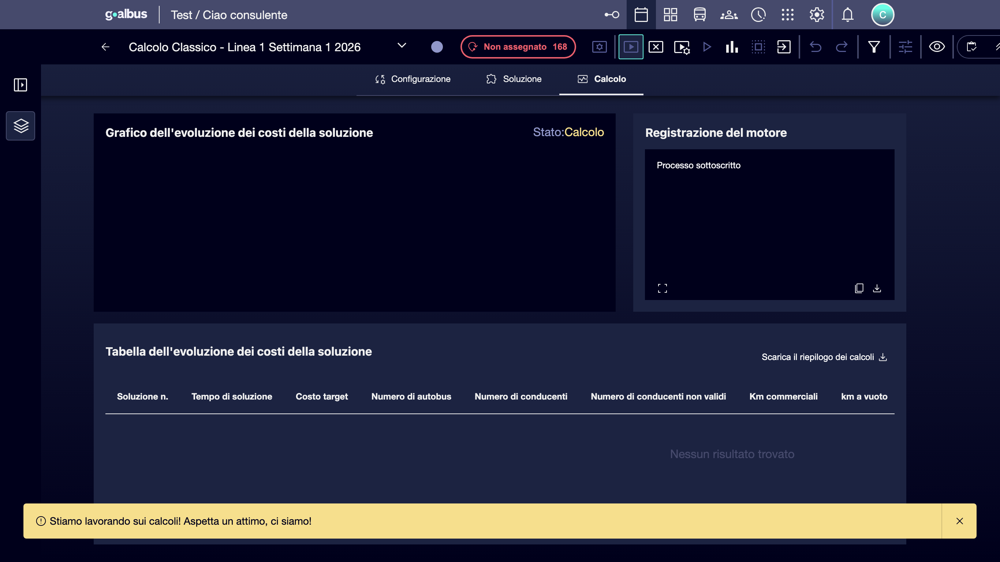 goalbus
Test / Ciao consulente
C
Calcolo Classico - Linea 1 Settimana 1 2026
Non assegnato 168
Configurazione
Soluzione
Calcolo
Grafico dell'evoluzione dei costi della soluzione
Stato:Calcolo
Registrazione del motore
Processo sottoscritto
Tabella dell'evoluzione dei costi della soluzione
Scarica il riepilogo dei calcoli
Soluzione n. Tempo di soluzione Costo target Numero di autobus Numero di conducenti Numero di conducenti non validi Km commerciali km a vuoto
Nessun risultato trovato
Stiamo lavorando sui calcoli! Aspetta un attimo, ci siamo!